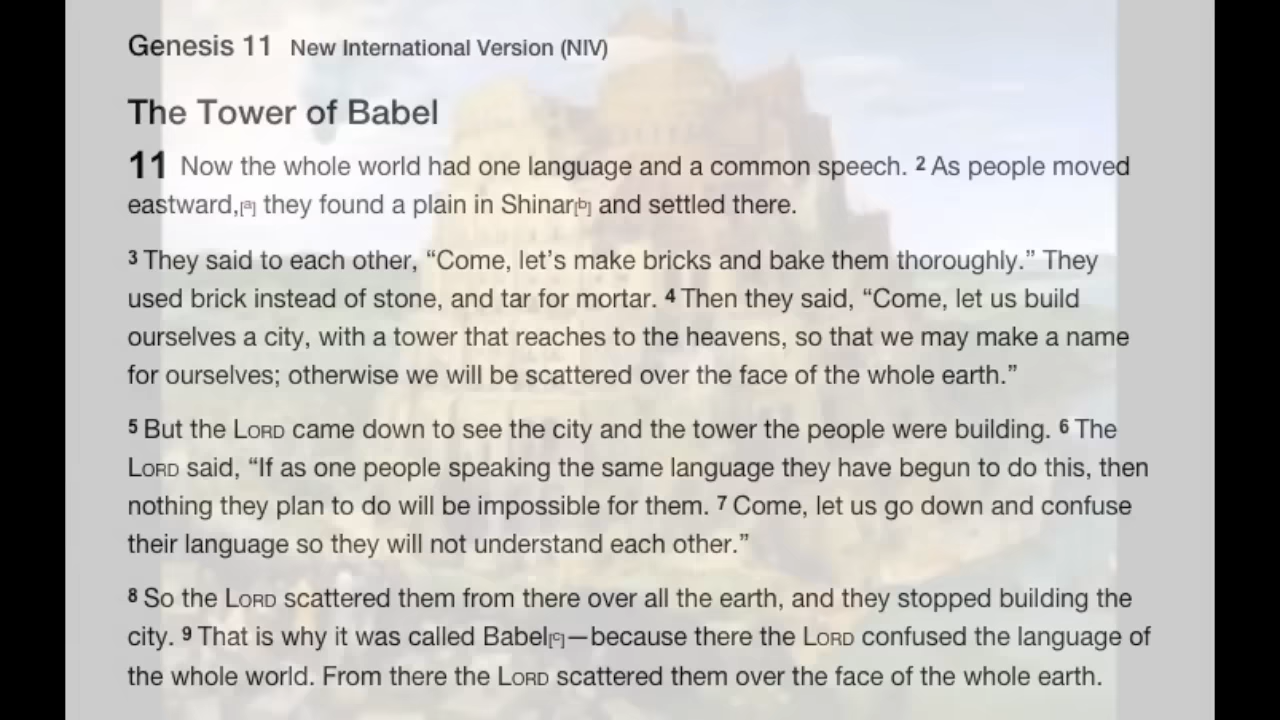 Genesis 11 New International Version (NIV)
The Tower of Babel
11 Now the whole world had one language and a common speech. 2 As people moved
eastward,[a] they found a plain in Shinar[b] and settled there.
3 They said to each other, “Come, let’s make bricks and bake them thoroughly.” They
used brick instead of stone, and tar for mortar. 4 Then they said, “Come, let us build
ourselves a city, with a tower that reaches to the heavens, so that we may make a name
for ourselves; otherwise we will be scattered over the face of the whole earth.”
5 But the LORD came down to see the city and the tower the people were building. 6 The
LORD said, “If as one people speaking the same language they have begun to do this, then
nothing they plan to do will be impossible for them. 7 Come, let us go down and confuse
their language so they will not understand each other.”
8 So the LORD scattered them from there over all the earth, and they stopped building the
city. 9 That is why it was called Babel[c]—because there the LORD confused the language of
the whole world. From there the LORD scattered them over the face of the whole earth.